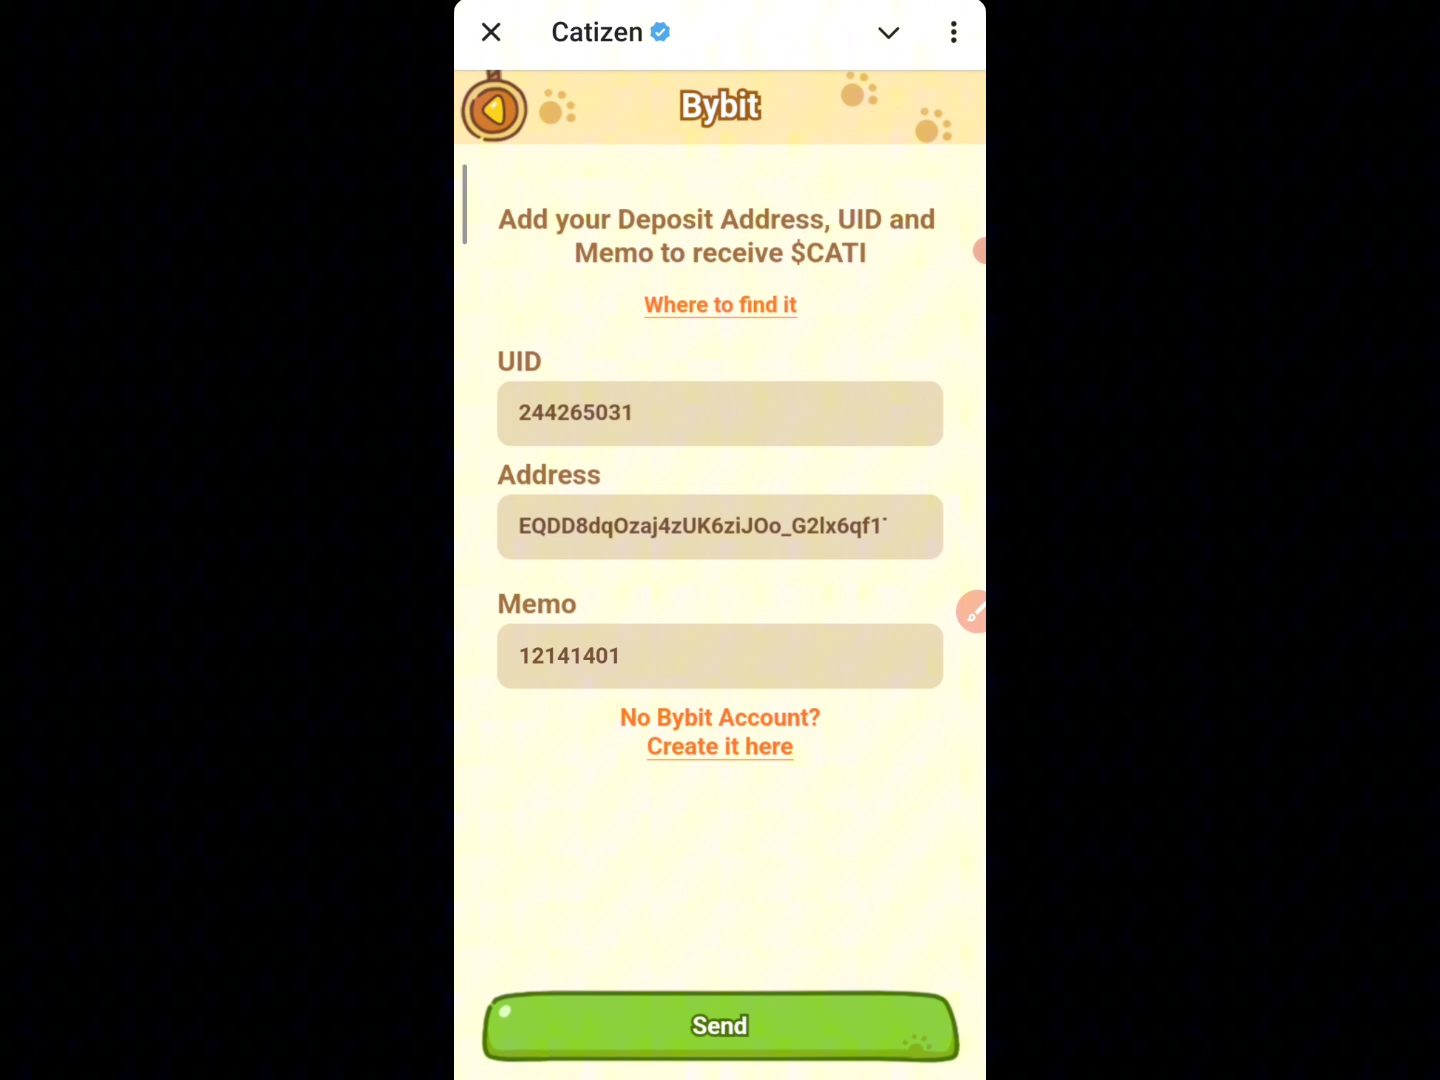 Catizen
Bybit
Add your Deposit Address, UID and
Memo to receive $CATI
Where to find it
UID
244265031
Address
EQDD8dqOzaj4zUK6ziJOo_G2lx6qf1
Memo
12141401
No Bybit Account?
Create it here
Send